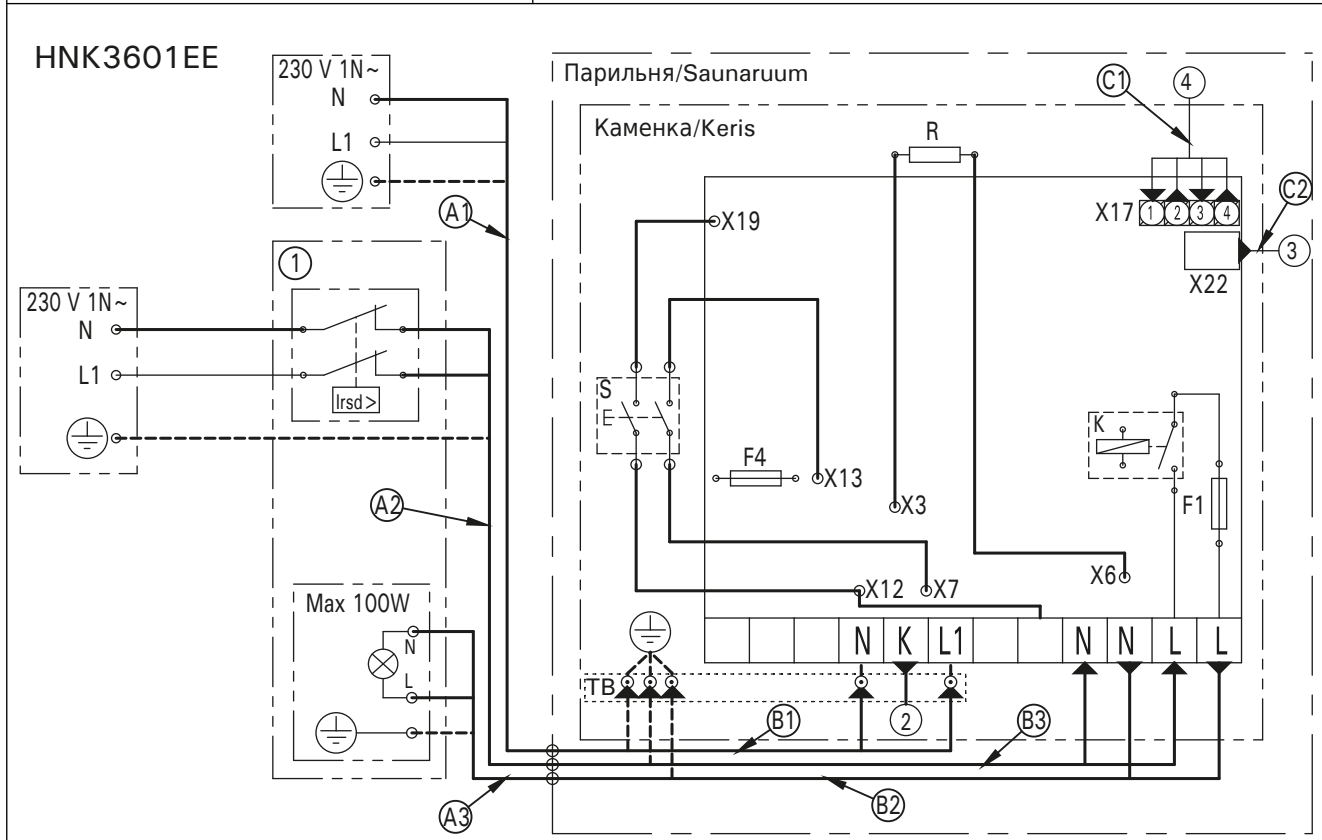 HNK3601EE
230 V 1N~
N
L1
Парильня/Saunaruum
Каменка/Keris
R
C1
4
X17
1 2 3 4
C2
3
X22
A1
X19
1
230 V 1N~
N
L1
Irsd>
S
E
F4
X13
X3
K
F1
A2
X12
X7
X6
Max 100W
N
L
N K L1 N N L L
TB
2
B1
B3
A3
B2